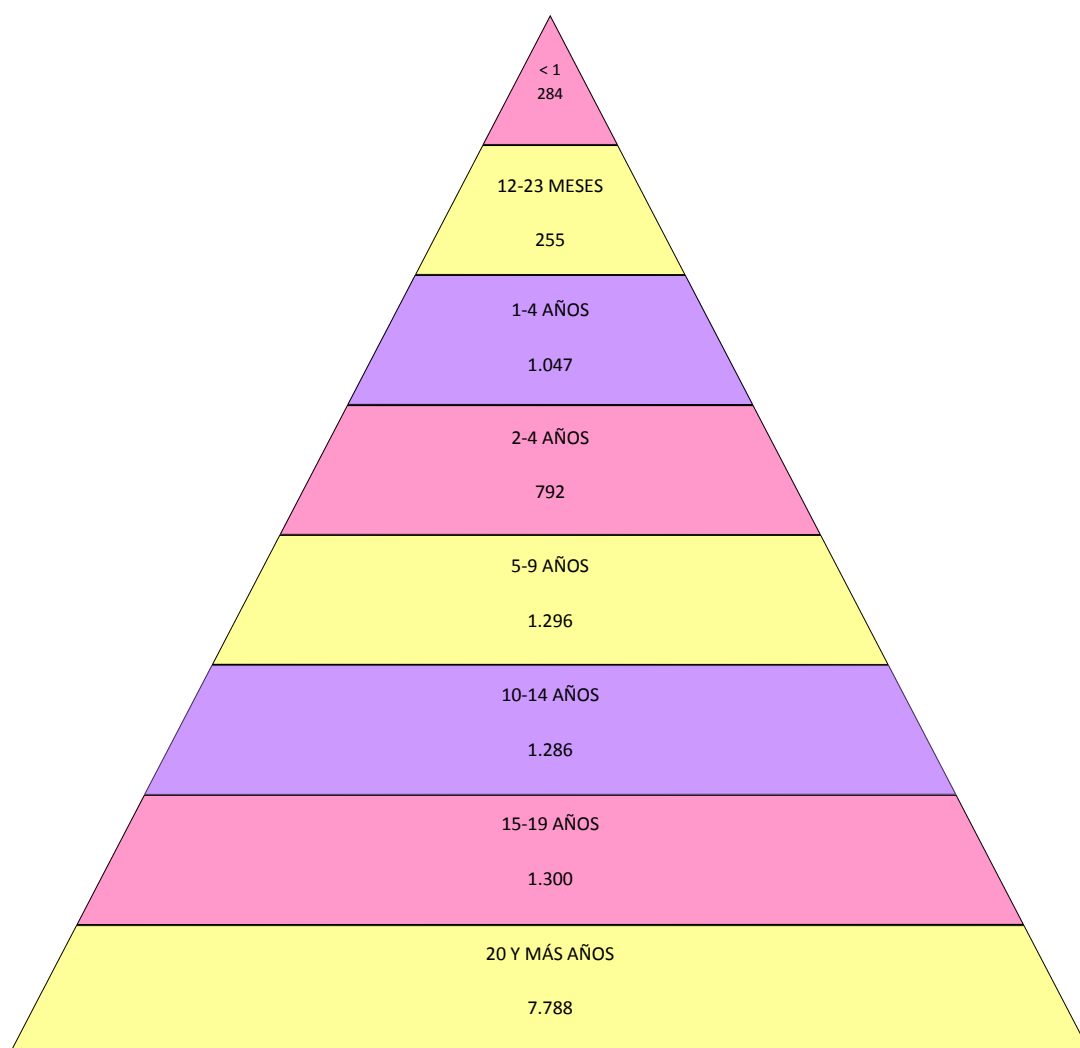 < 1
284
12-23 MESES
255
1-4 AÑOS
1.047
2-4 AÑOS
792
5-9 AÑOS
1.296
10-14 AÑOS
1.286
15-19 AÑOS
1.300
20 Y MÁS AÑOS
7.788